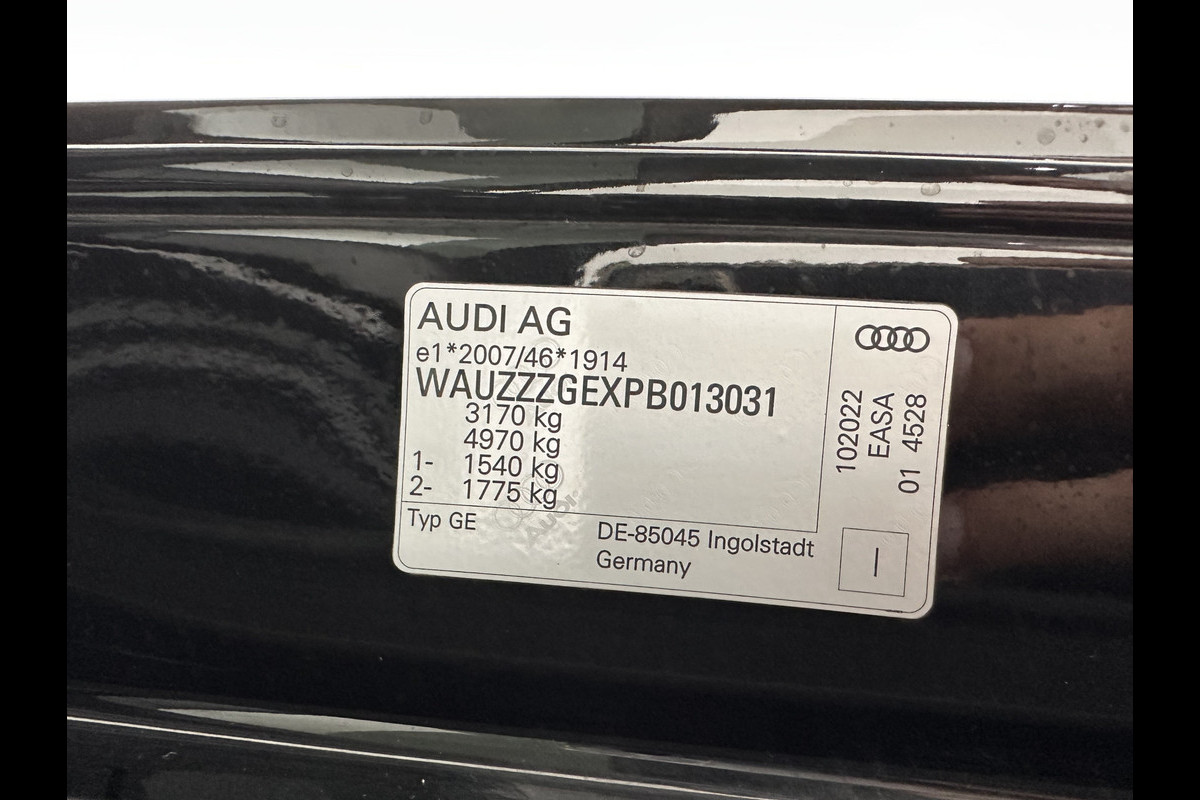 AUDI AG
e1*2007/46*1914
WAUZZZGEXPB013031
3170 kg
4970 kg
1- 1540 kg
2- 1775 kg
Typ GE
DE-85045 Ingolstadt
Germany
102022
EASA
01 4528
I
AUDI